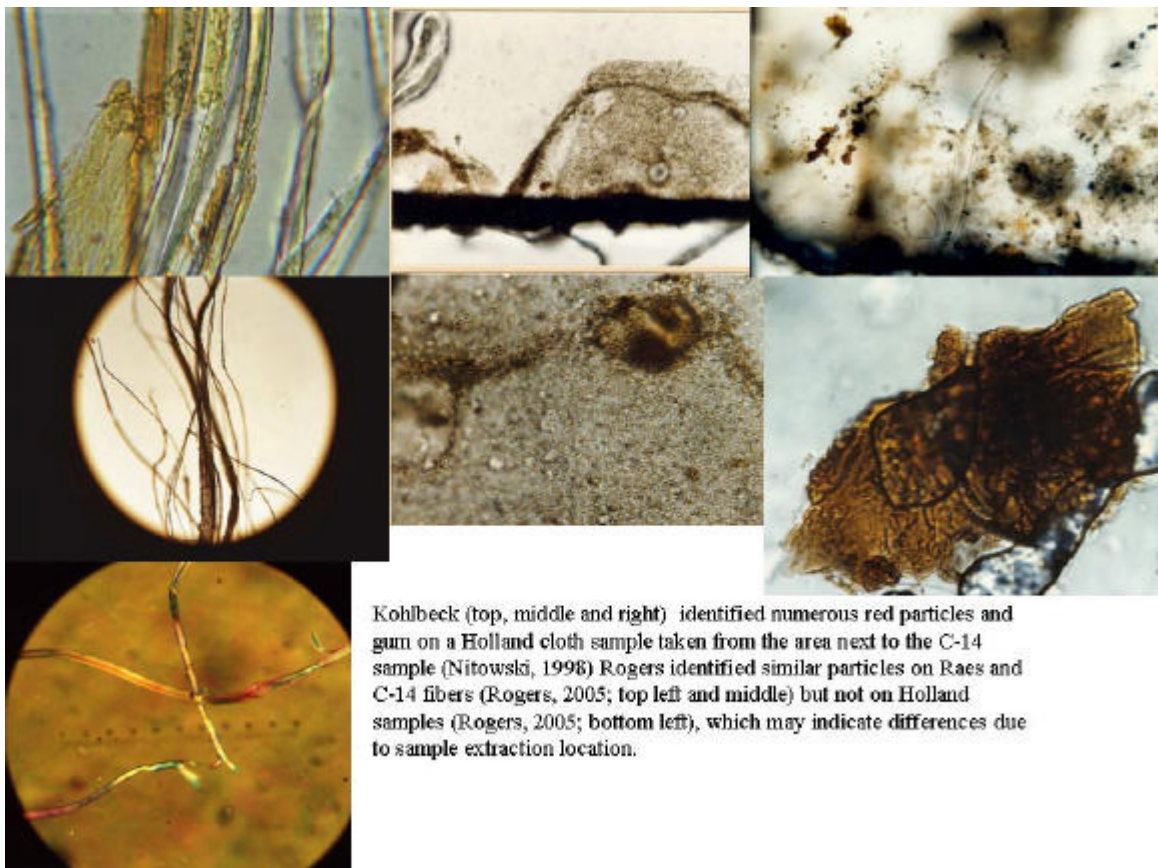 Kohlbeck (top, middle and right)  identified numerous red particles and
gum on a Holland cloth sample taken from the area next to the C-14
sample (Nitowski, 1998) Rogers identified similar particles on Raes and
C-14 fibers (Rogers, 2005; top left and middle) but not on Holland
samples (Rogers, 2005; bottom left), which may indicate differences due
to sample extraction location.